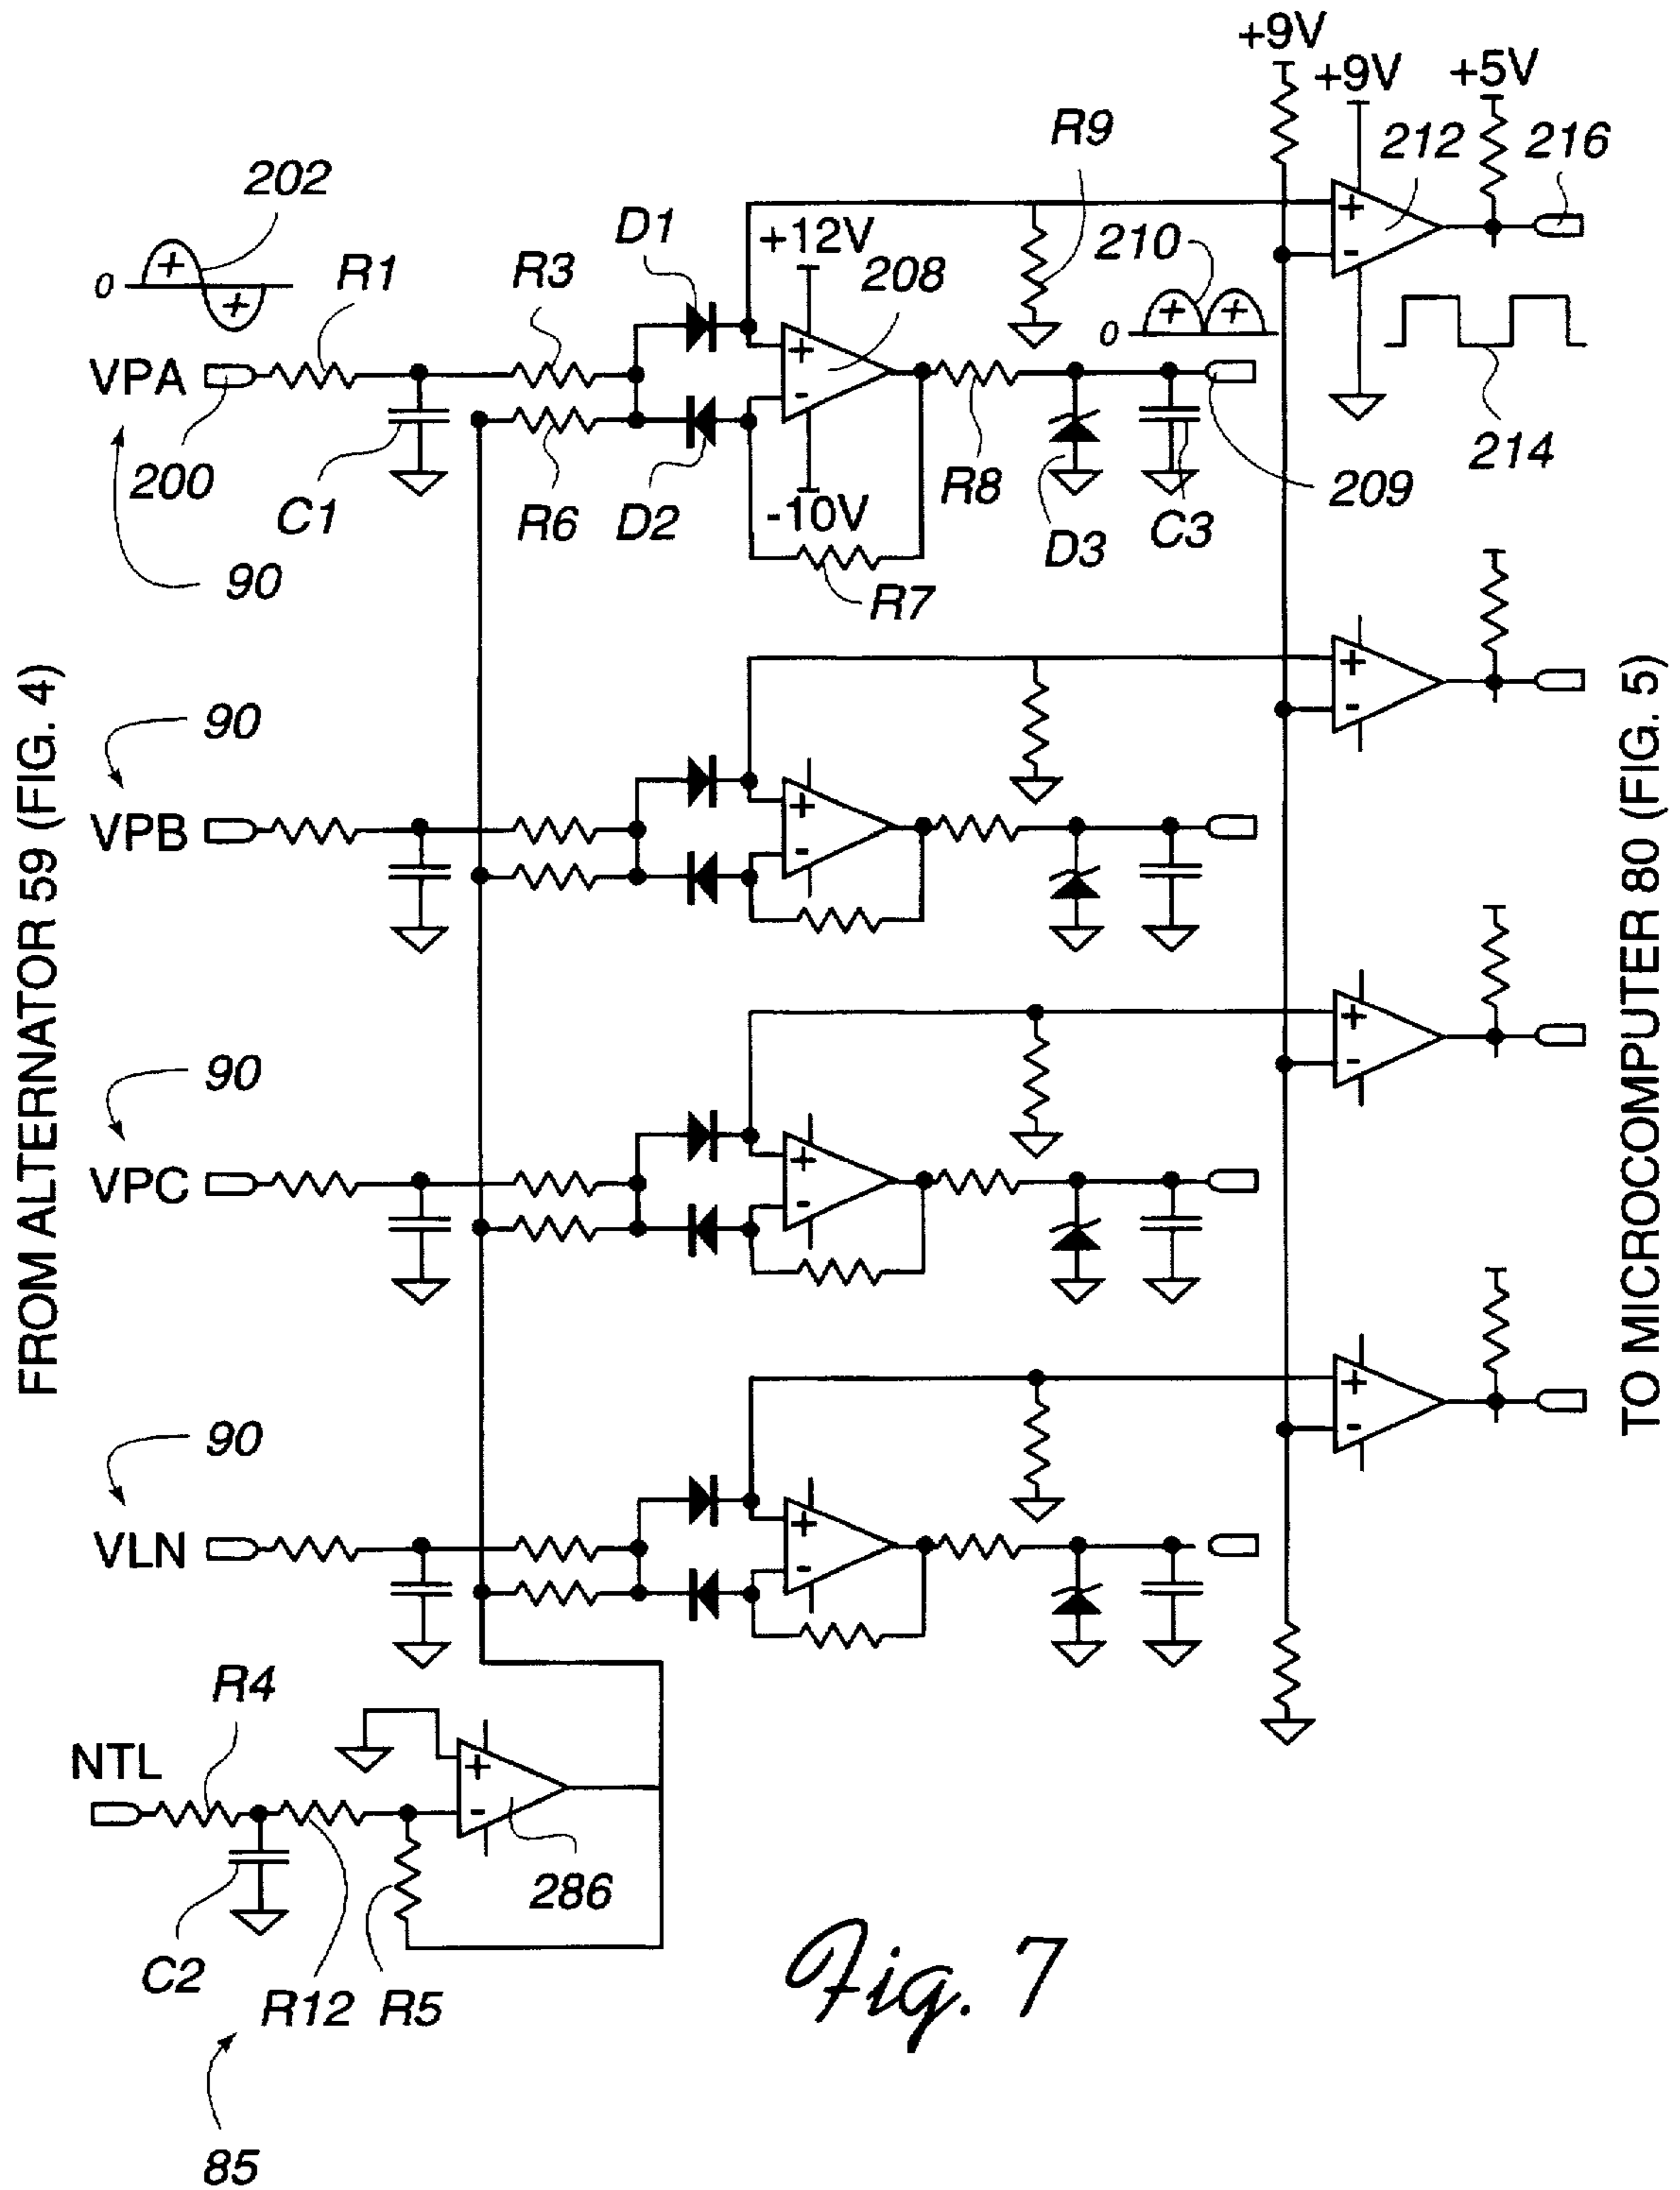 +9V
+9V
+5V
R9
212
216
202
D1
+12V
210
R1
R3
208
0
+
+
+
-
+
+
0
VPA
+
-
+
-
200
C1
R6
D2
-10V
R8
D3
C3
209
214
90
R7
FROM ALTERNATOR 59 (FIG. 4)
TO MICROCOMPUTER 80 (FIG. 5)
90
+
-
VPB
+
-
90
+
-
VPC
+
-
90
+
-
VLN
+
-
R4
NTL
+
-
286
C2
R12
R5
Fig. 7
85